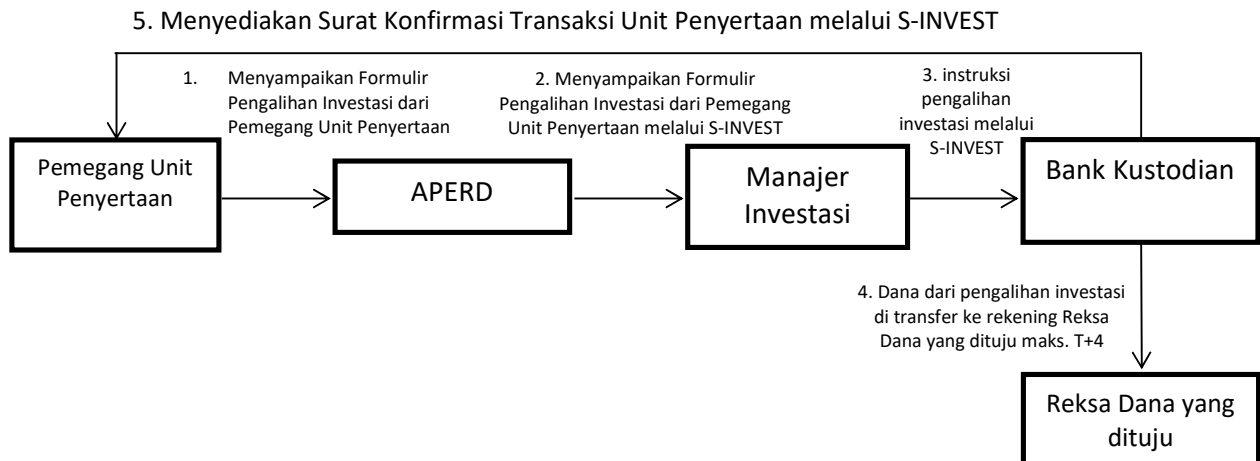 5. Menyediakan Surat Konfirmasi Transaksi Unit Penyertaan melalui S-INVEST
1. Menyampaikan Formulir
Pengalihan Investasi dari
Pemegang Unit Penyertaan
2. Menyampaikan Formulir
Pengalihan Investasi dari Pemegang
Unit Penyertaan melalui S-INVEST
3. instruksi
pengalihan
investasi melalui
S-INVEST
Pemegang Unit
Penyertaan
APERD
Manajer
Investasi
Bank Kustodian
4. Dana dari pengalihan investasi
di transfer ke rekening Reksa
Dana yang dituju maks. T+4
Reksa Dana yang
dituju